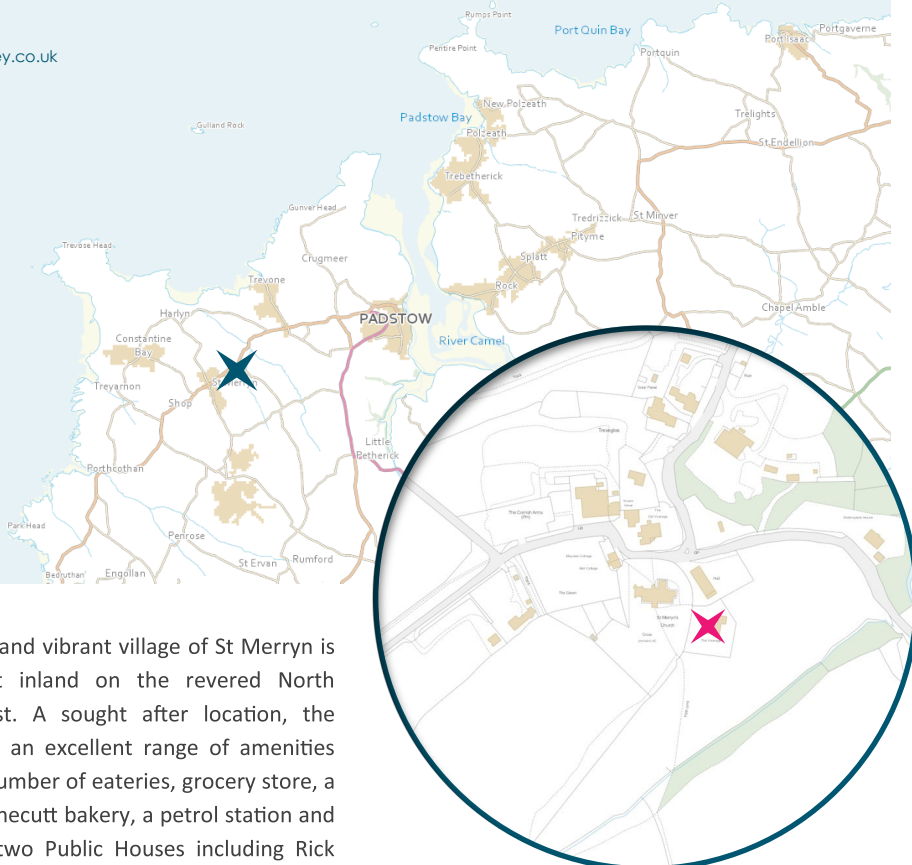 Rumps Point
Port Quin Bay
Portgaverne
Port Isaac
Pentire Point
Portquin
ey.co.uk
New Polzeath
Padstow Bay
Trelights
Gulland Rock
Polzeath
St Endellion
Trebetherick
Gunver Head
Tredrizzick
St Minver
Pityme
Trevose Head
Crugmeer
Splatt
Trevone
Rock
Chapel Amble
Harlyn
PADSTOW
Constantine
Bay
River Camel
St Merryn
Treyarnon
Shop
Little
Petherick
Porthcothan
Park Head
Penrose
St Ervan
Rumford
Bedruthan
Engollan
Treveglos
The Cornish Arms
(PH)
The Green
Hall
St Merryn's
Church
and vibrant village of St Merryn is
t inland on the revered North
st. A sought after location, the
an excellent range of amenities
umber of eateries, grocery store, a
necutt bakery, a petrol station and
two Public Houses including Rick